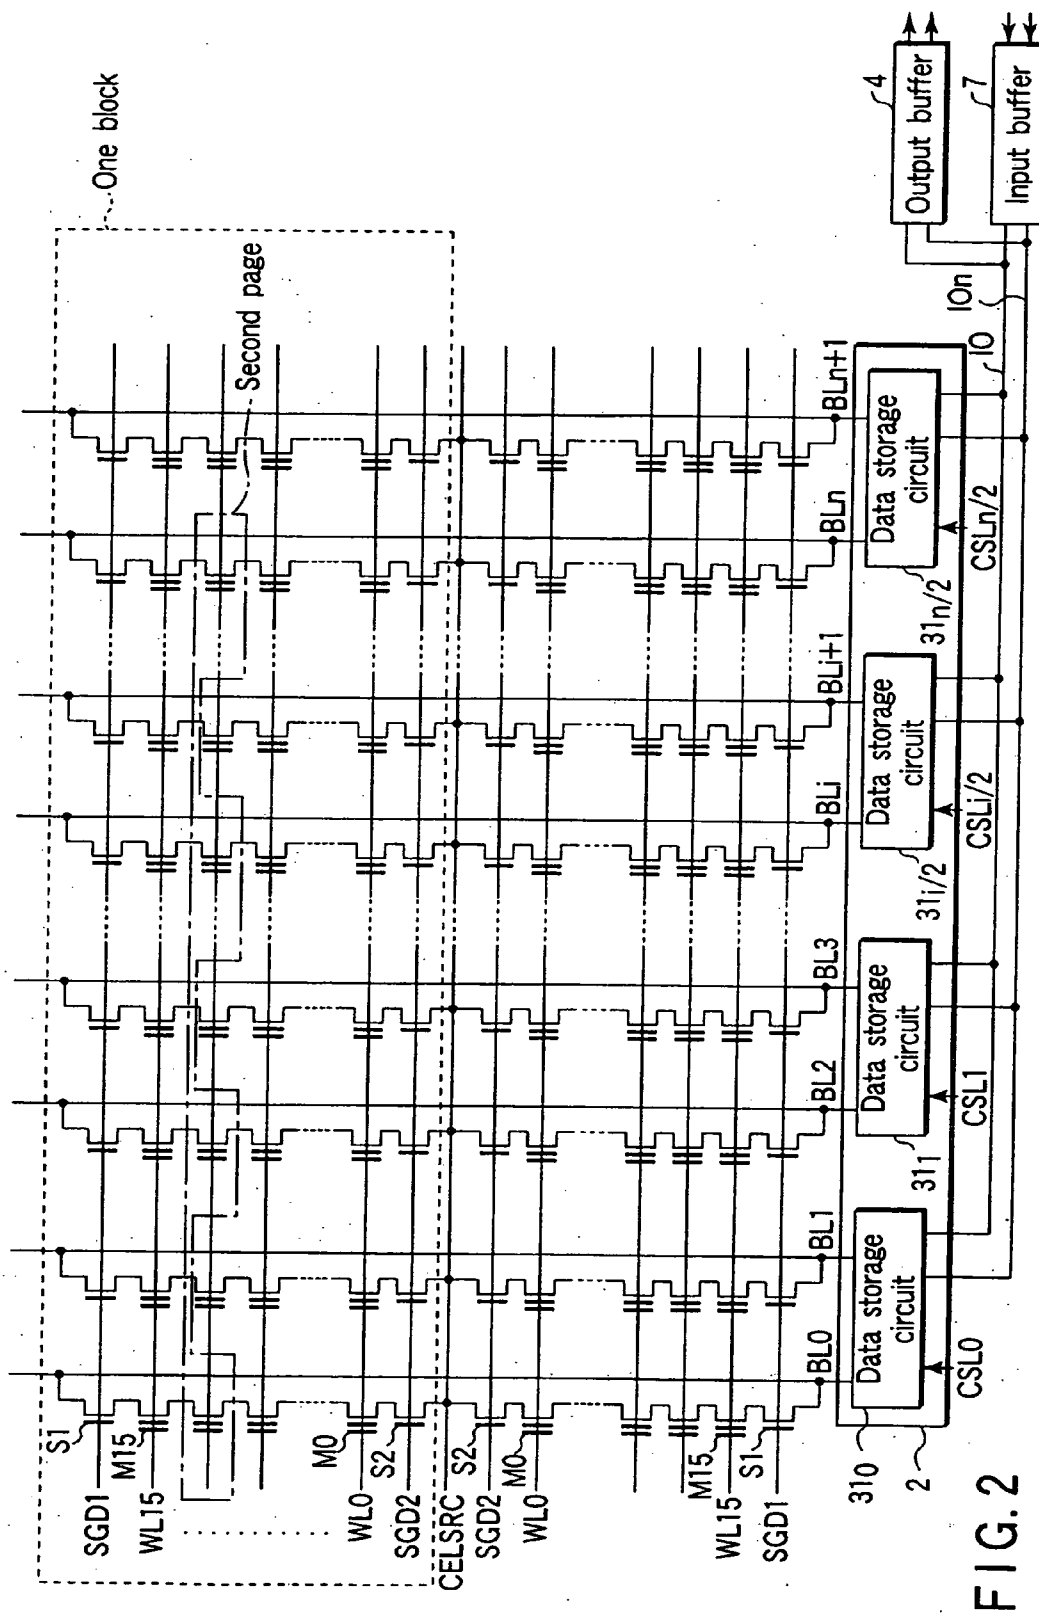 One block
Second page
S1
SGD1
M15
WL15
M0
WL0
S2
SGD2
CELSRC
S2
SGD2
M0
WL0
M15
WL15
S1
SGD1
BL0
BL1
BL2
BL3
BLi
BLi+1
BLn
BLn+1
Data storage
circuit
Data storage
circuit
Data storage
circuit
Data storage
circuit
310
311
31i/2
31n/2
2
CSL0
CSL1
CSLi/2
CSLn/2
IO
IOn
4
Output buffer
7
Input buffer
FIG. 2